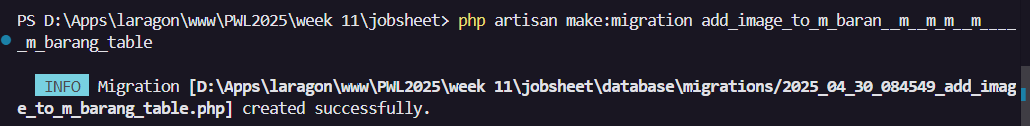 PS D:\Apps\laragon\www\PWL2025\week 11\jobsheet> php artisan make:migration add_image_to_m_baran__m__m_m__m____
_m_barang_table
INFO Migration [D:\Apps\laragon\www\PWL2025\week 11\jobsheet\database\migrations/2025_04_30_084549_add_imag
e_to_m_barang_table.php] created successfully.